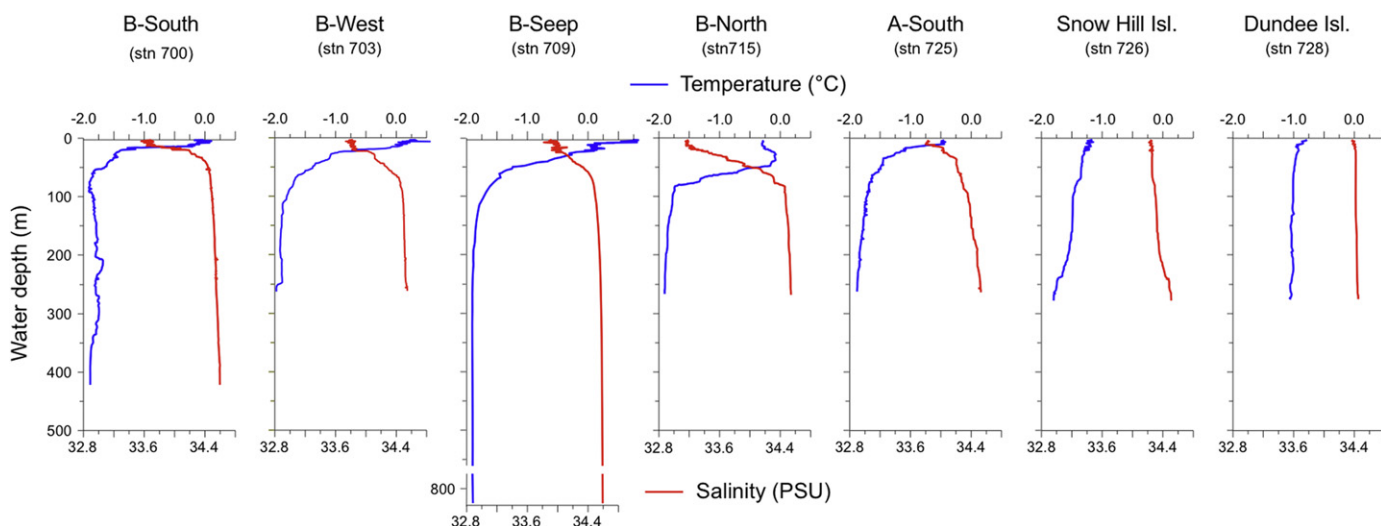 B-South B-West B-Seep B-North A-South Snow Hill Isl. Dundee Isl.
(stn 700) (stn 703) (stn 709) (stn715) (stn 725) (stn 726) (stn 728)
Temperature (°C)
-2.0 -1.0 0.0 -2.0 -1.0 0.0 -2.0 -1.0 0.0 -2.0 -1.0 0.0 -2.0 -1.0 0.0 -2.0 -1.0 0.0 -2.0 -1.0 0.0
0
100
200
300
400
500
Water depth (m)
32.8 33.6 34.4 32.8 33.6 34.4 32.8 33.6 34.4 32.8 33.6 34.4 32.8 33.6 34.4 32.8 33.6 34.4
800
Salinity (PSU)
32.8 33.6 34.4